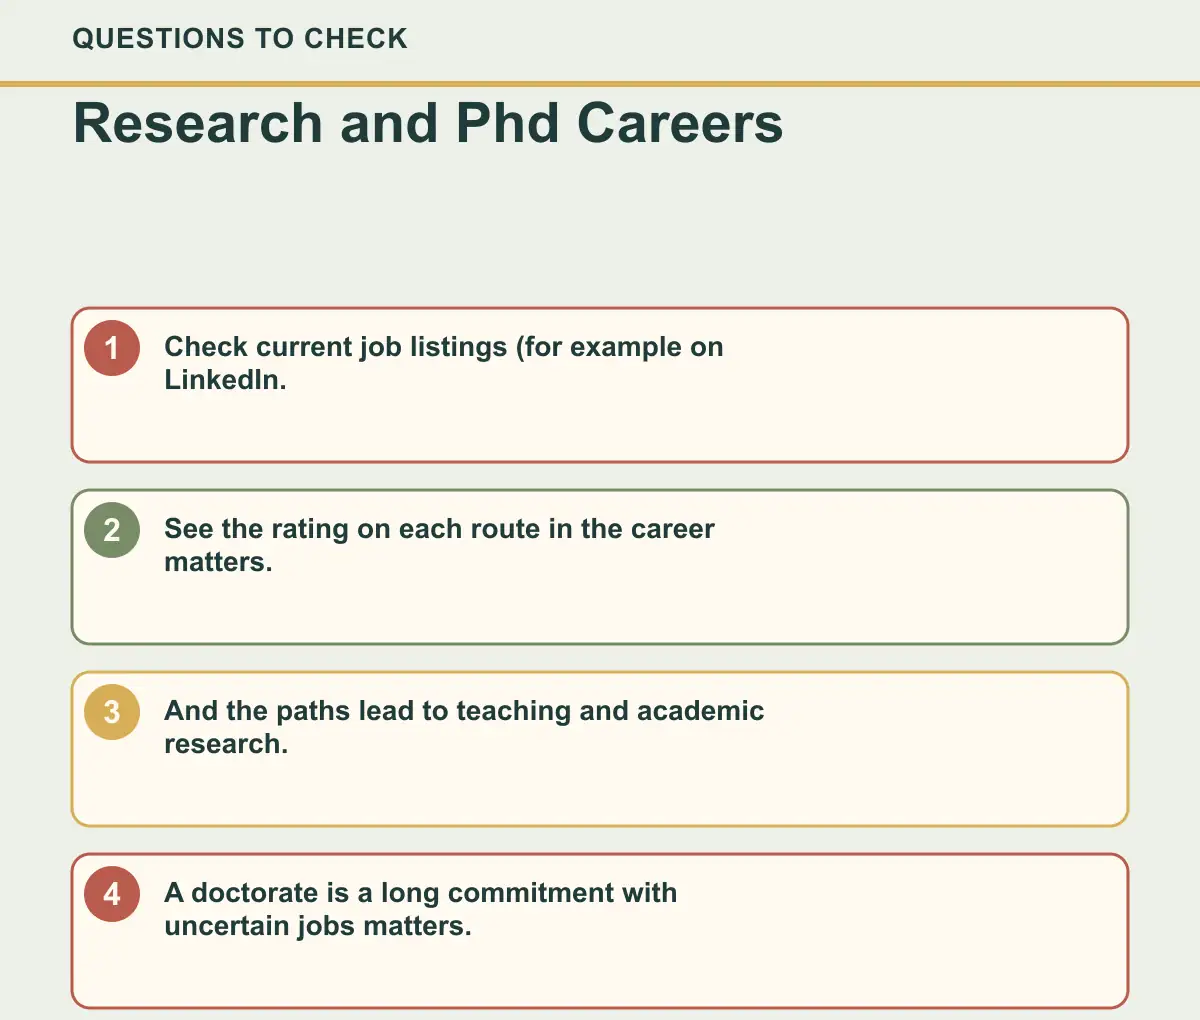 QUESTIONS TO CHECK
Research and Phd Careers
1
Check current job listings (for example on
LinkedIn.
2
See the rating on each route in the career
matters.
3
And the paths lead to teaching and academic
research.
4
A doctorate is a long commitment with
uncertain jobs matters.